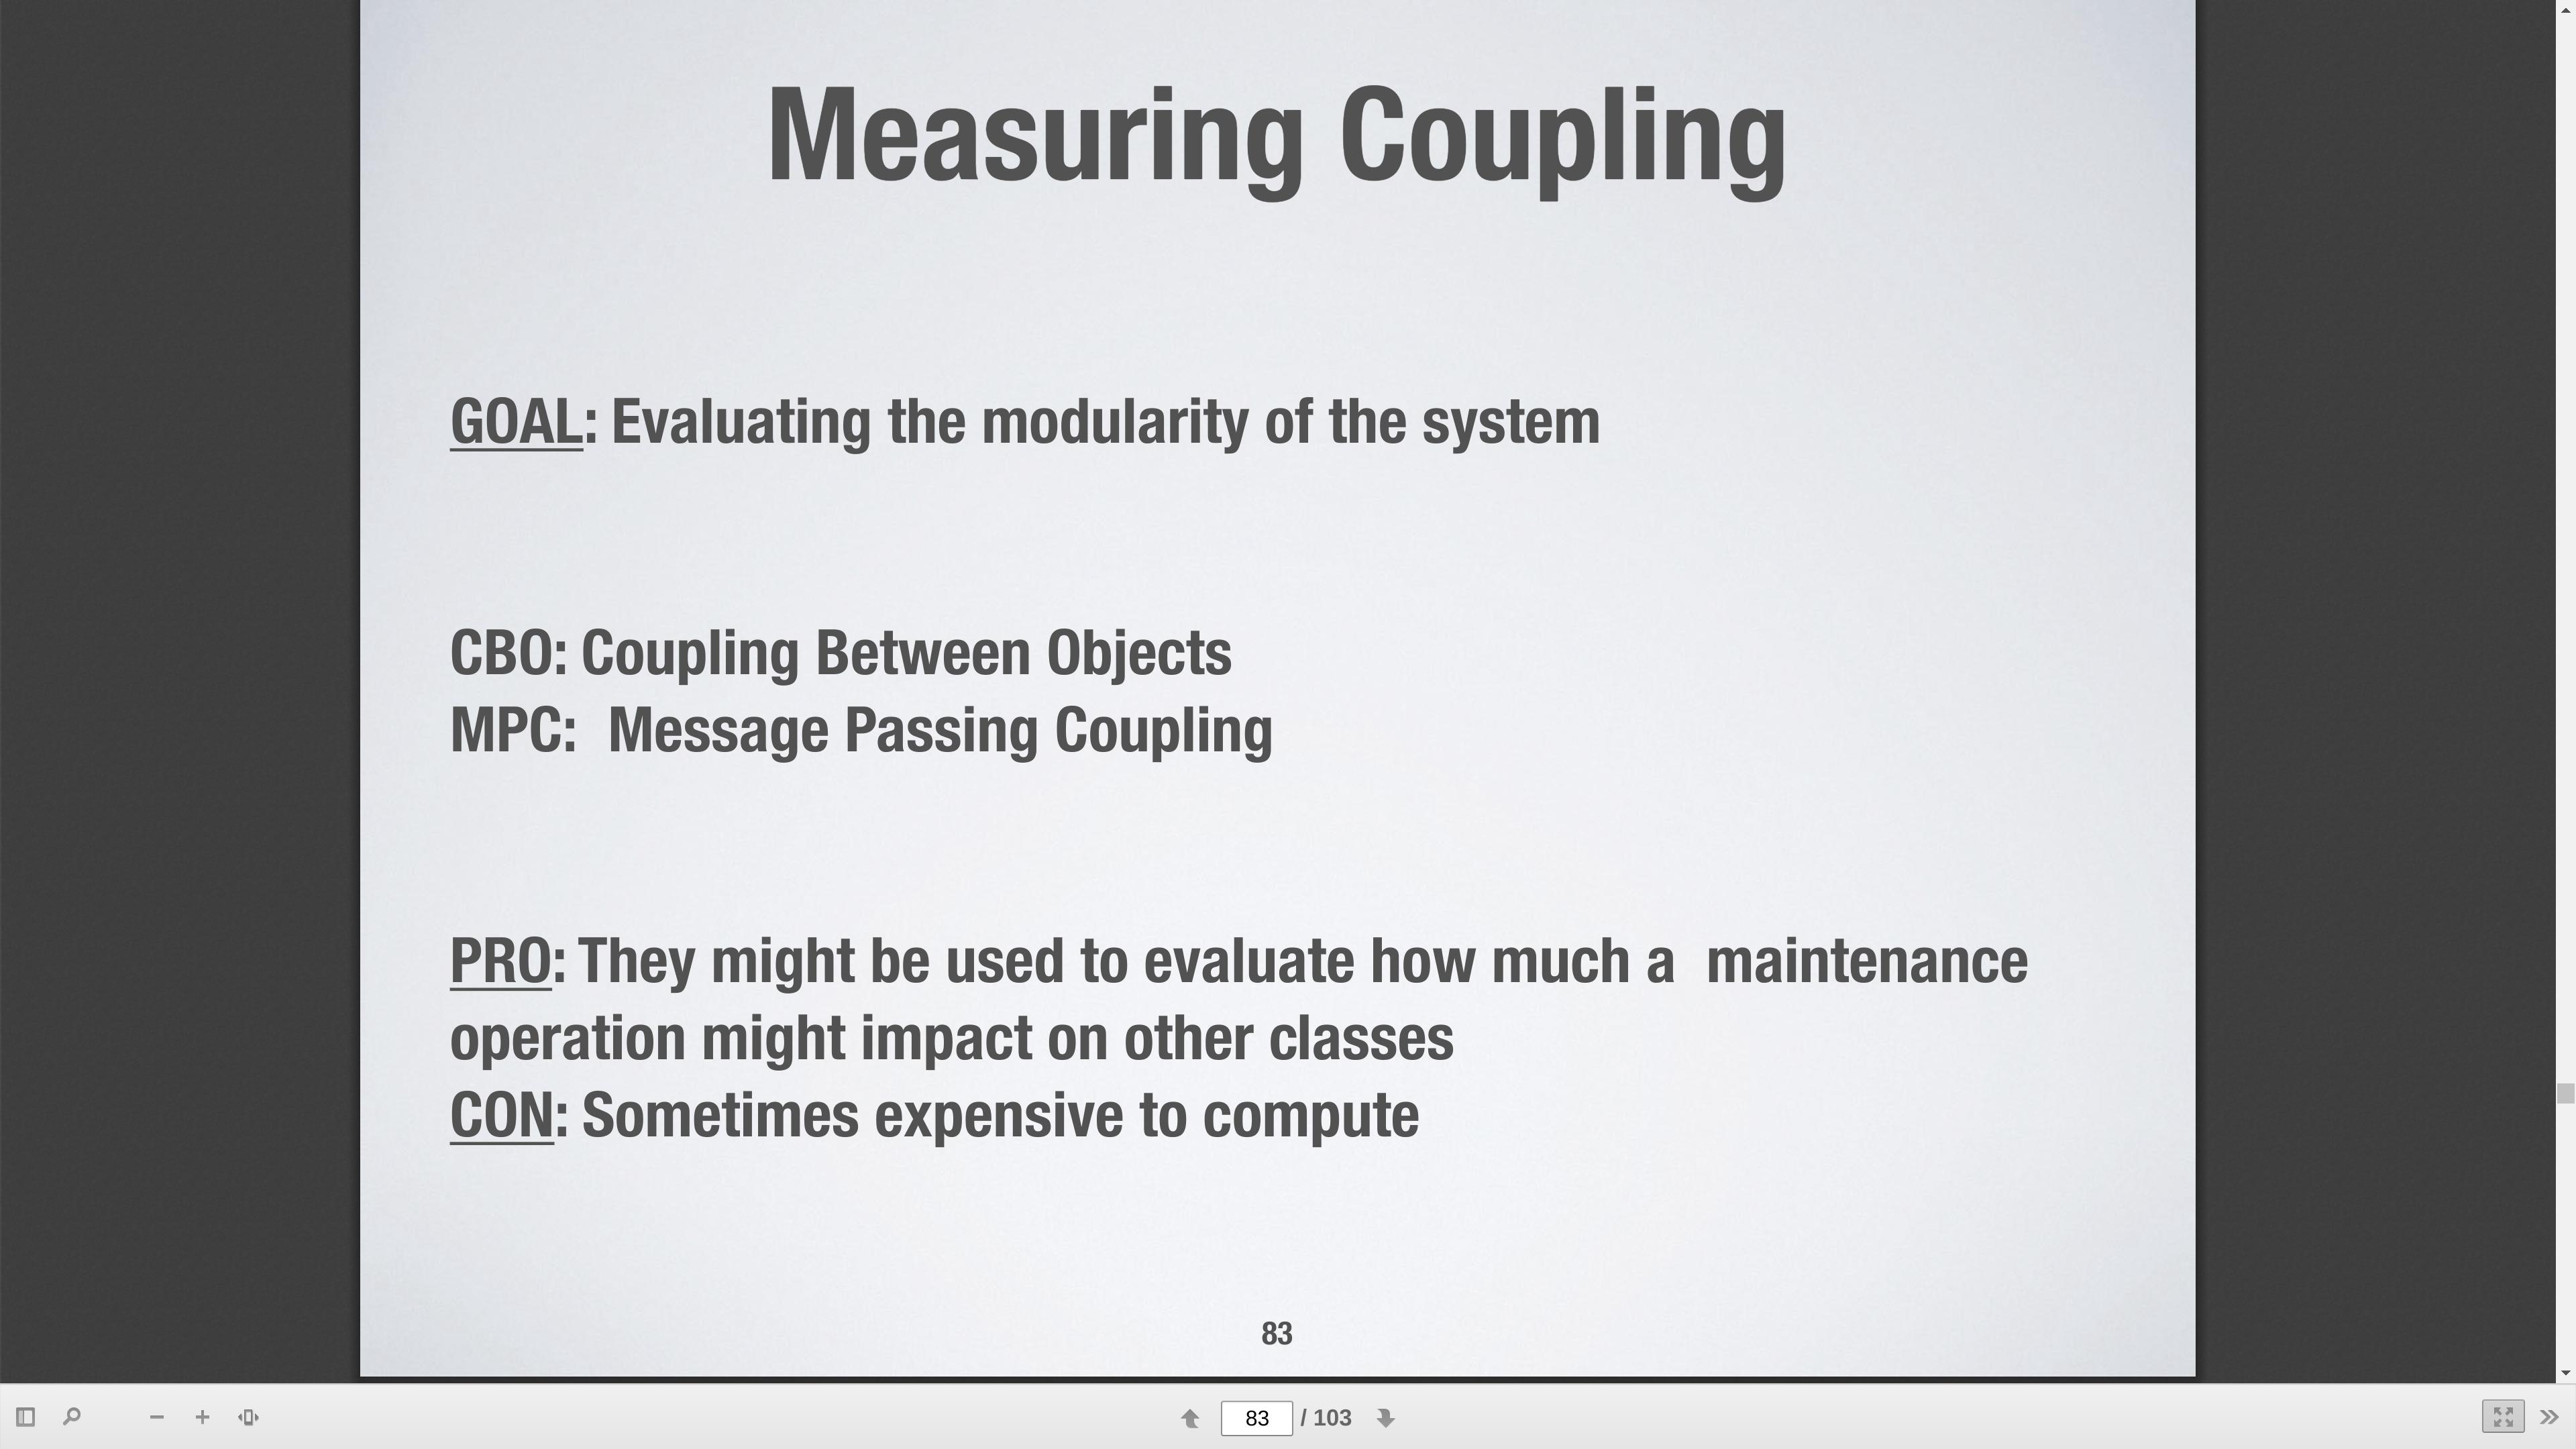 Measuring Coupling
GOAL: Evaluating the modularity of the system
CBO: Coupling Between Objects
MPC:  Message Passing Coupling
PRO: They might be used to evaluate how much a  maintenance
operation might impact on other classes
CON: Sometimes expensive to compute
83
83 / 103